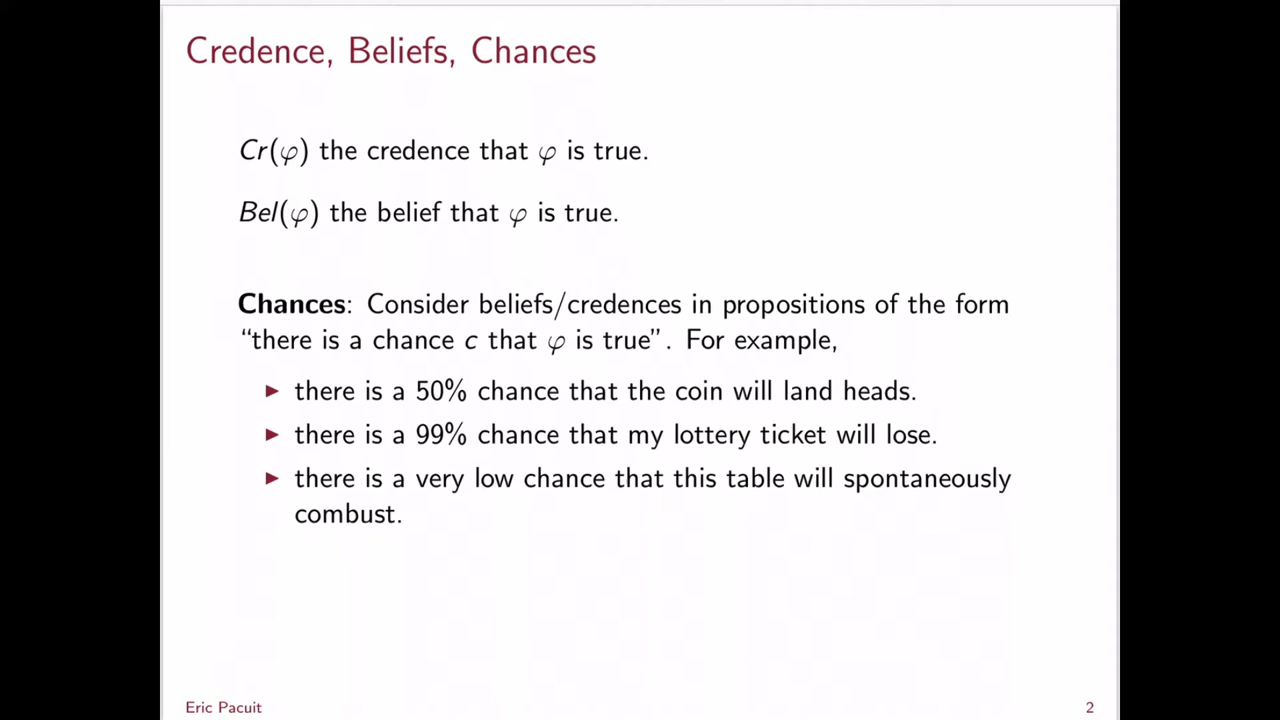 Credence, Beliefs, Chances
Cr(φ) the credence that φ is true.
Bel(φ) the belief that φ is true.
Chances: Consider beliefs/credences in propositions of the form
“there is a chance c that φ is true”. For example,
▶ there is a 50% chance that the coin will land heads.
▶ there is a 99% chance that my lottery ticket will lose.
▶ there is a very low chance that this table will spontaneously
combust.
Eric Pacuit
2